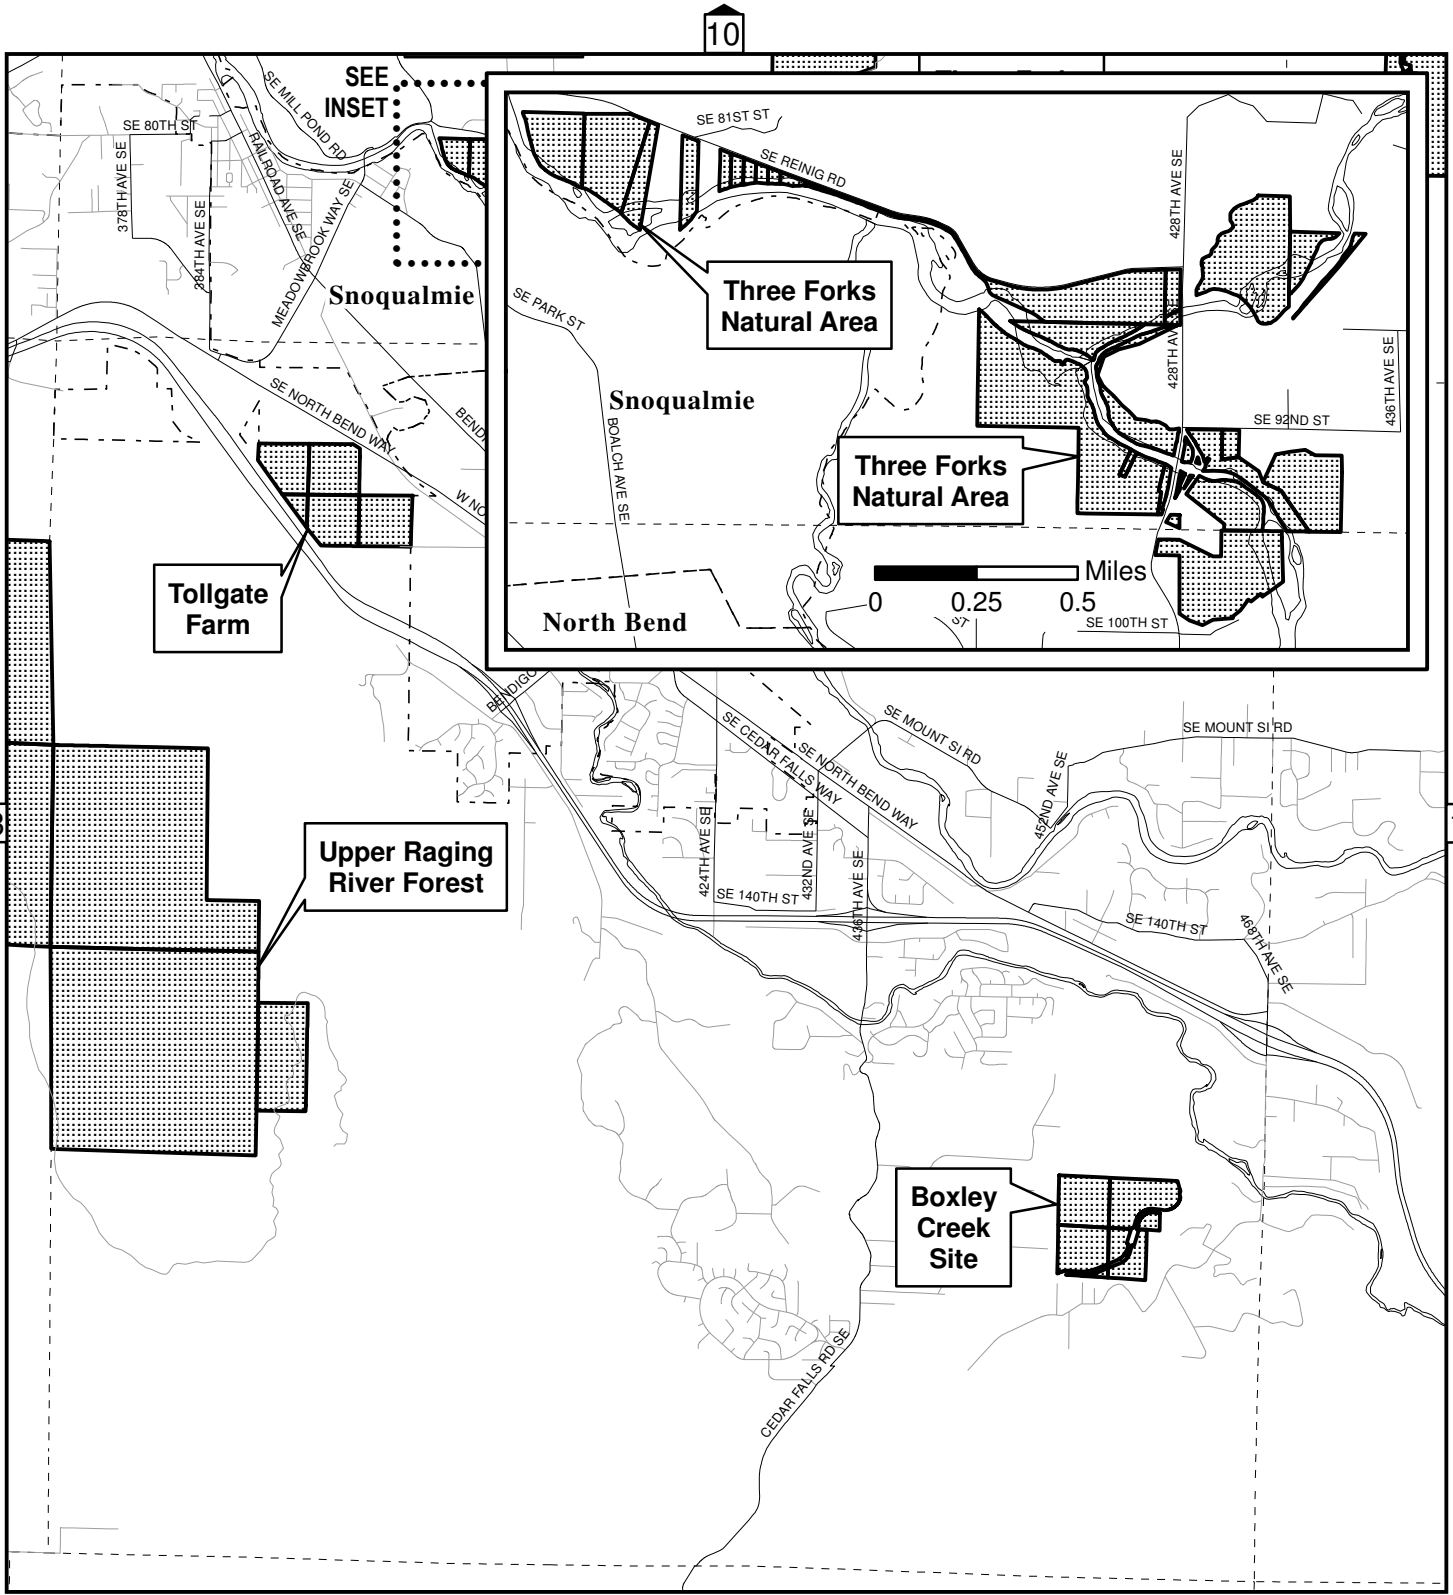 10
SEE
INSET
SE MILL POND RD
SE 80TH ST
RAILROAD AVE SE
378TH AVE SE
384TH AVE SE
MEADOWBROOK WAY SE
Snoqualmie
SE NORTH BEND WAY
W NO
Tollgate
Farm
SE 81ST ST
SE REINIG RD
428TH AVE SE
Three Forks
Natural Area
SE PARK ST
Snoqualmie
BOALCH AVE SE
428TH AVE SE
436TH AVE SE
SE 92ND ST
Three Forks
Natural Area
Miles
0 0.25 0.5
North Bend
ST
SE 100TH ST
BENDIGO
SE CEDAR FALLS WAY
SE NORTH BEND WAY
SE MOUNT SI RD
SE MOUNT SI RD
452ND AVE SE
424TH AVE SE
432ND AVE SE
436TH AVE SE
SE 140TH ST
SE 140TH ST
468TH AVE SE
Upper Raging
River Forest
Boxley
Creek
Site
CEDAR FALLS RD SE